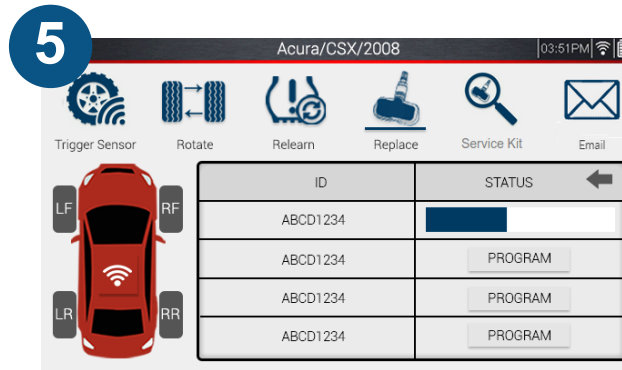 5
Acura/CSX/2008 03:51PM
Trigger Sensor Rotate Relearn Replace Service Kit Email
LF RF
LR RR
ID STATUS
ABCD1234
ABCD1234 PROGRAM
ABCD1234 PROGRAM
ABCD1234 PROGRAM